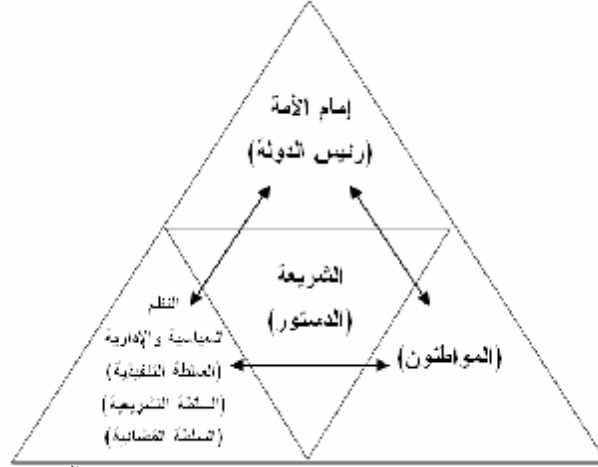 إمام الأمة
(رئيس الدولة)
الشريعة
(الدستور)
النظم
السياسية والإدارية
(السلطة التنفيذية)
(السلطة التشريعية)
(السلطة القضائية)
(المواطنون)